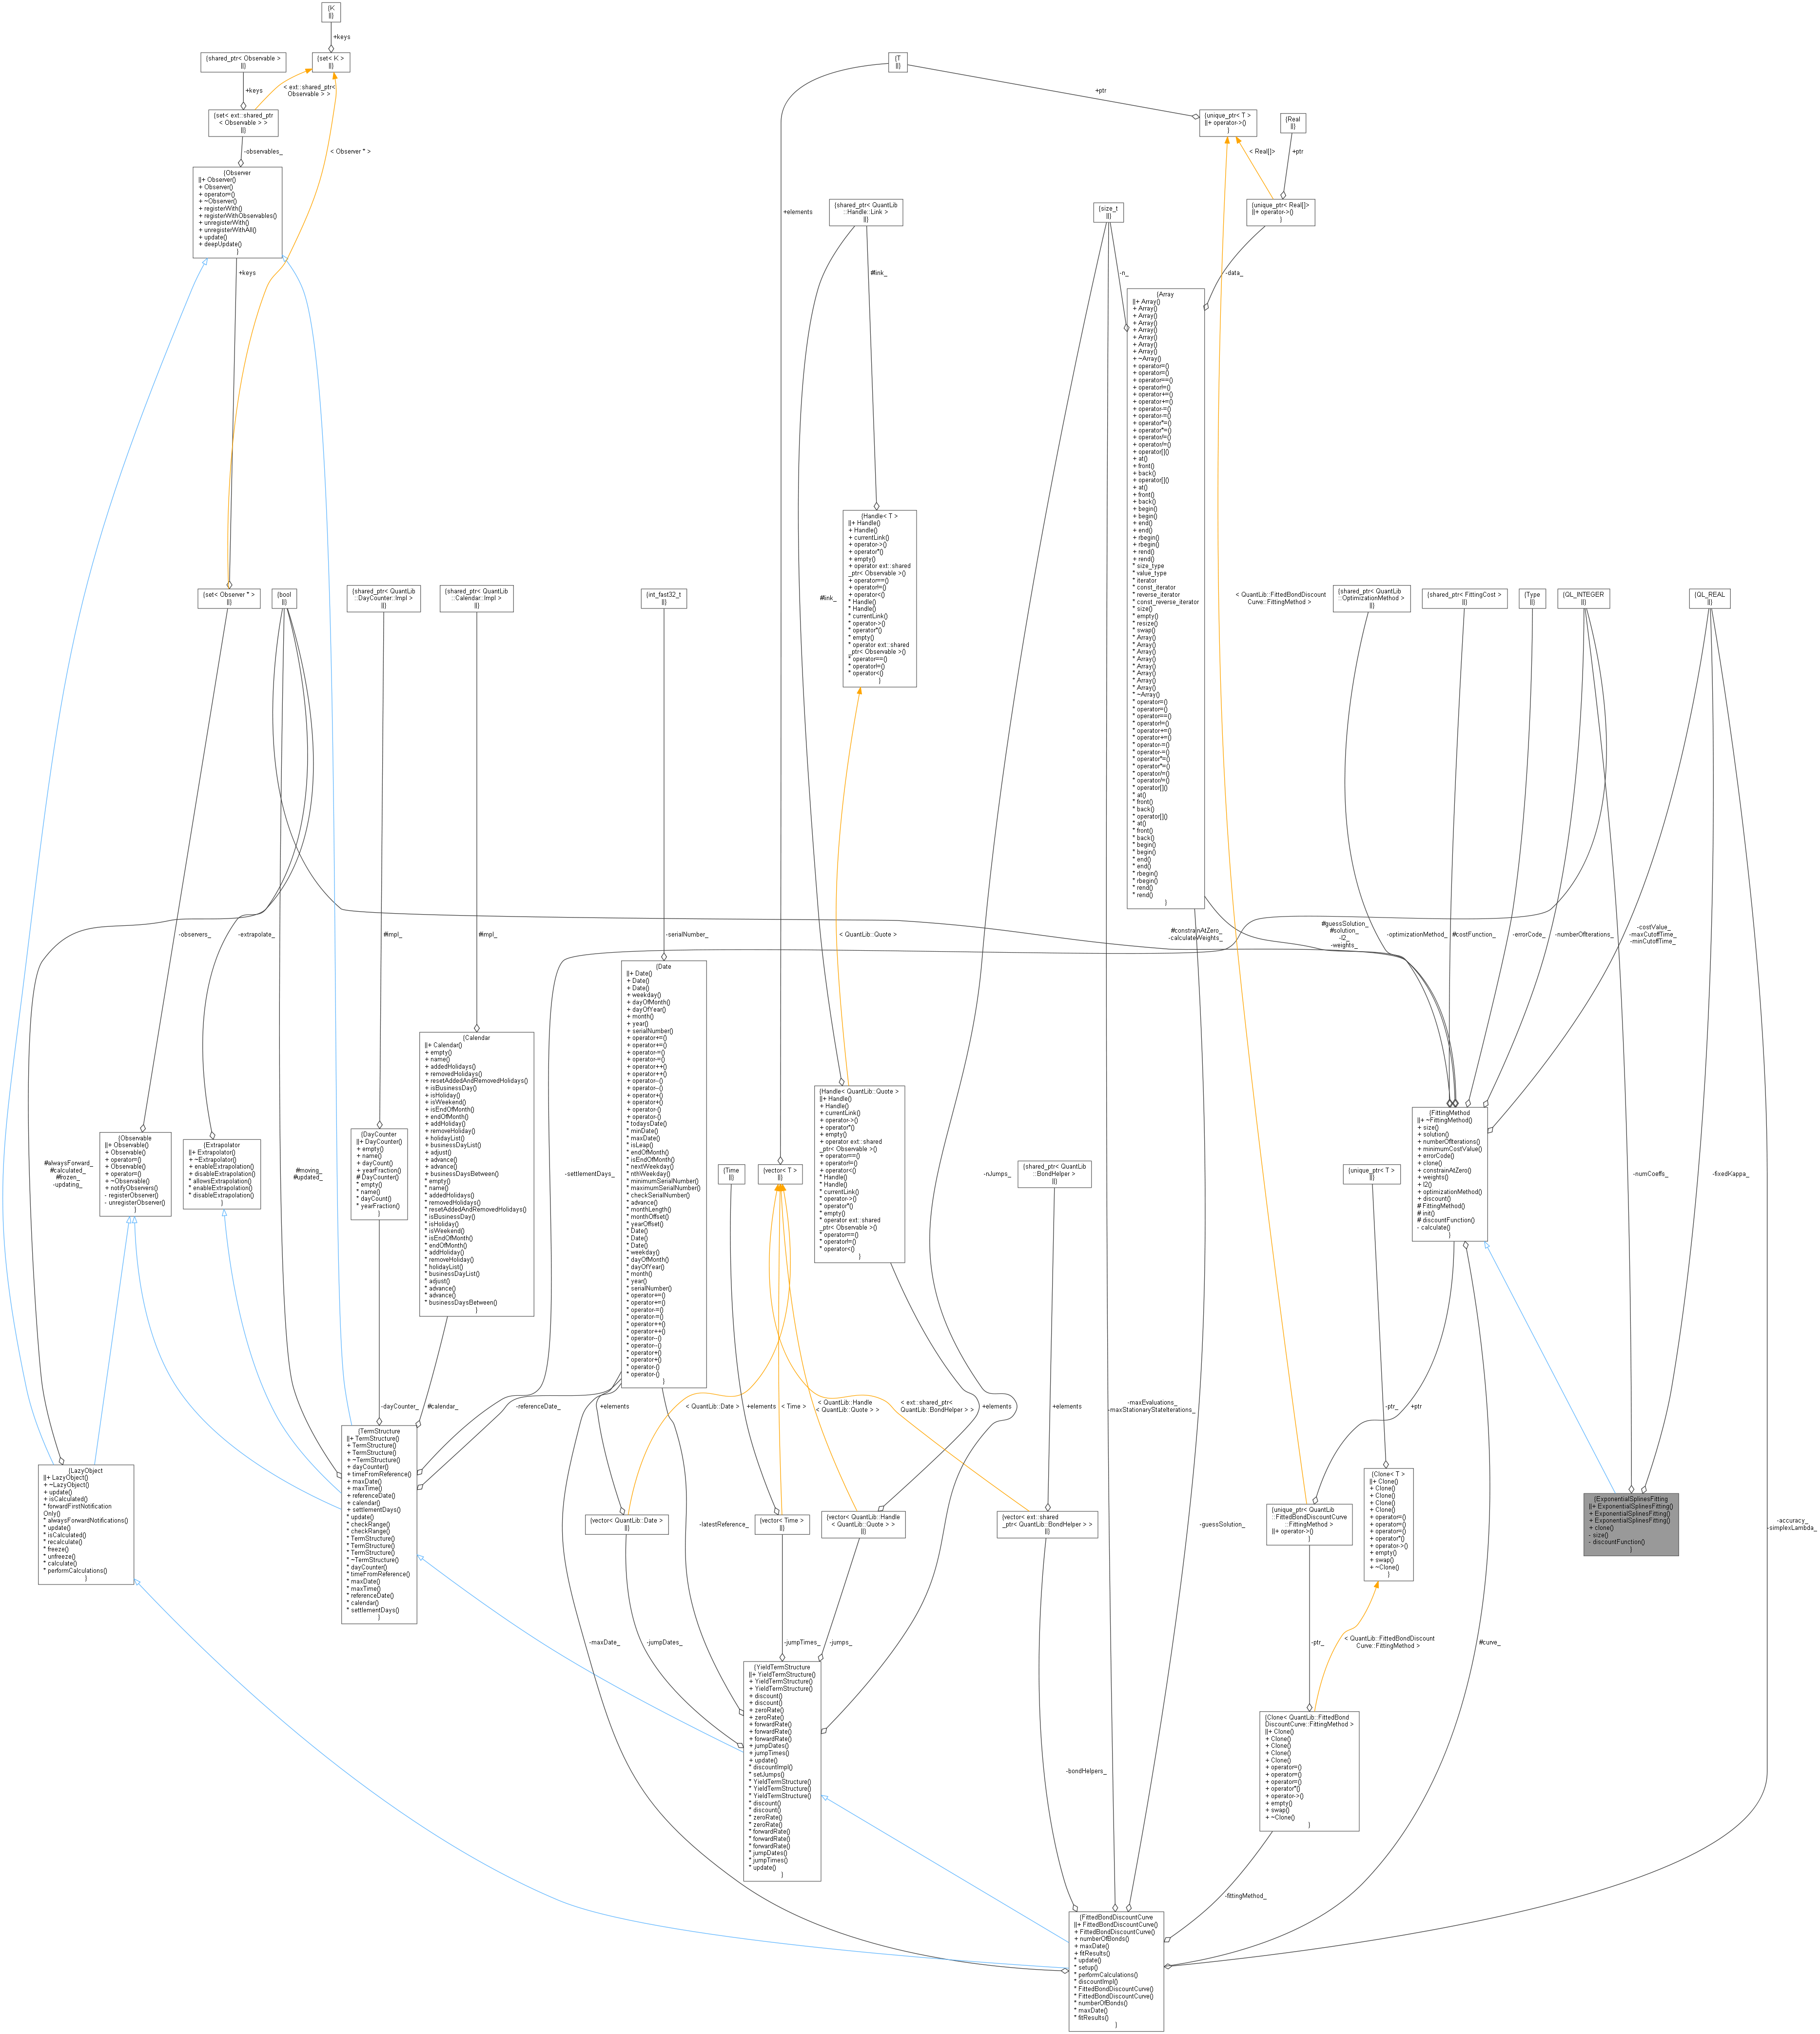 {K
||}
+keys
{shared_ptr< Observable >
||}
{set< K >
||}
{T
||}
+keys
< ext::shared_ptr<
Observable > >
+ptr
{set< ext::shared_ptr
< Observable > >
||}
{unique_ptr< T >
||+ operator->()
}
{Real
||}
-observables_
< Observer * >
< Real[]>
+ptr
{Observer
||+ Observer()
+ Observer()
+ operator=()
+ ~Observer()
+ registerWith()
+ registerWithObservables()
+ unregisterWith()
+ unregisterWithAll()
+ update()
+ deepUpdate()
}
+elements
{shared_ptr< QuantLib
::Handle::Link >
||}
{size_t
||}
{unique_ptr< Real[]>
||+ operator->()
}
+keys
#link_
-n_
-data_
{Array
||+ Array()
+ Array()
+ Array()
+ Array()
+ Array()
+ Array()
+ Array()
+ Array()
+ ~Array()
+ operator=()
+ operator=()
+ operator==()
+ operator!=()
+ operator+=()
+ operator+=()
+ operator-=()
+ operator-=()
+ operator*=()
+ operator*=()
+ operator/=()
+ operator/=()
+ operator[]()
+ at()
+ front()
+ back()
+ operator[]()
+ at()
+ front()
+ back()
+ begin()
+ begin()
+ end()
+ end()
+ rbegin()
+ rbegin()
+ rend()
+ rend()
* size_type
* value_type
* iterator
* const_iterator
* reverse_iterator
* const_reverse_iterator
* size()
* empty()
* resize()
* swap()
* Array()
* Array()
* Array()
* Array()
* Array()
* Array()
* Array()
* Array()
* ~Array()
* operator=()
* operator=()
* operator==()
* operator!=()
* operator+=()
* operator+=()
* operator-=()
* operator-=()
* operator*=()
* operator*=()
* operator/=()
* operator/=()
* operator[]()
* at()
* front()
* back()
* operator[]()
* at()
* front()
* back()
* begin()
* begin()
* end()
* end()
* rbegin()
* rbegin()
* rend()
* rend()
}
{Handle< T >
||+ Handle()
+ Handle()
+ currentLink()
+ operator->()
+ operator*()
+ empty()
+ operator ext::shared
_ptr< Observable >()
+ operator==()
+ operator!=()
+ operator<()
* Handle()
* Handle()
* currentLink()
* operator->()
* operator*()
* empty()
* operator ext::shared
_ptr< Observable >()
* operator==()
* operator!=()
* operator<()
}
{set< Observer * >
||}
{bool
||}
{shared_ptr< QuantLib
::DayCounter::Impl >
||}
{shared_ptr< QuantLib
::Calendar::Impl >
||}
{int_fast32_t
||}
#link_
< QuantLib::FittedBondDiscount
Curve::FittingMethod >
{shared_ptr< QuantLib
::OptimizationMethod >
||}
{shared_ptr< FittingCost >
||}
{Type
||}
{QL_INTEGER
||}
{QL_REAL
||}
-observers_
-extrapolate_
#impl_
#impl_
-serialNumber_
< QuantLib::Quote >
#constrainAtZero_
-calculateWeights_
#guessSolution_
#solution_
-l2_
-weights_
-optimizationMethod_
#costFunction_
-errorCode_
-numberOfIterations_
-costValue_
-maxCutoffTime_
-minCutoffTime_
{Date
||+ Date()
+ Date()
+ Date()
+ weekday()
+ dayOfMonth()
+ dayOfYear()
+ month()
+ year()
+ serialNumber()
+ operator+=()
+ operator+=()
+ operator-=()
+ operator-=()
+ operator++()
+ operator++()
+ operator--()
+ operator--()
+ operator+()
+ operator+()
+ operator-()
+ operator-()
* todaysDate()
* minDate()
* maxDate()
* isLeap()
* endOfMonth()
* isEndOfMonth()
* nextWeekday()
* nthWeekday()
* minimumSerialNumber()
* maximumSerialNumber()
* checkSerialNumber()
* advance()
* monthLength()
* monthOffset()
* yearOffset()
* Date()
* Date()
* Date()
* weekday()
* dayOfMonth()
* dayOfYear()
* month()
* year()
* serialNumber()
* operator+=()
* operator+=()
* operator-=()
* operator-=()
* operator++()
* operator++()
* operator--()
* operator--()
* operator+()
* operator+()
* operator-()
* operator-()
}
{Calendar
||+ Calendar()
+ empty()
+ name()
+ addedHolidays()
+ removedHolidays()
+ resetAddedAndRemovedHolidays()
+ isBusinessDay()
+ isHoliday()
+ isWeekend()
+ isEndOfMonth()
+ endOfMonth()
+ addHoliday()
+ removeHoliday()
+ holidayList()
+ businessDayList()
+ adjust()
+ advance()
+ advance()
+ businessDaysBetween()
* empty()
* name()
* addedHolidays()
* removedHolidays()
* resetAddedAndRemovedHolidays()
* isBusinessDay()
* isHoliday()
* isWeekend()
* isEndOfMonth()
* endOfMonth()
* addHoliday()
* removeHoliday()
* holidayList()
* businessDayList()
* adjust()
* advance()
* advance()
* businessDaysBetween()
}
{Handle< QuantLib::Quote >
||+ Handle()
+ Handle()
+ currentLink()
+ operator->()
+ operator*()
+ empty()
+ operator ext::shared
_ptr< Observable >()
+ operator==()
+ operator!=()
+ operator<()
* Handle()
* Handle()
* currentLink()
* operator->()
* operator*()
* empty()
* operator ext::shared
_ptr< Observable >()
* operator==()
* operator!=()
* operator<()
}
{FittingMethod
||+ ~FittingMethod()
+ size()
+ solution()
+ numberOfIterations()
+ minimumCostValue()
+ errorCode()
+ clone()
+ constrainAtZero()
+ weights()
+ l2()
+ optimizationMethod()
+ discount()
# FittingMethod()
# init()
# discountFunction()
- calculate()
}
{Observable
||+ Observable()
+ Observable()
+ operator=()
+ Observable()
+ operator=()
+ ~Observable()
+ notifyObservers()
- registerObserver()
- unregisterObserver()
}
{Extrapolator
||+ Extrapolator()
+ ~Extrapolator()
+ enableExtrapolation()
+ disableExtrapolation()
* allowsExtrapolation()
* enableExtrapolation()
* disableExtrapolation()
}
{DayCounter
||+ DayCounter()
+ empty()
+ name()
+ dayCount()
+ yearFraction()
# DayCounter()
* empty()
* name()
* dayCount()
* yearFraction()
}
#alwaysForward_
#calculated_
#frozen_
-updating_
#moving_
#updated_
-settlementDays_
{Time
||}
{vector< T >
||}
-nJumps_
{shared_ptr< QuantLib
::BondHelper >
||}
{unique_ptr< T >
||}
-numCoeffs_
-fixedKappa_
-dayCounter_
#calendar_
-referenceDate_
+elements
< QuantLib::Date >
+elements
< Time >
< QuantLib::Handle
< QuantLib::Quote > >
< ext::shared_ptr<
QuantLib::BondHelper > >
+elements
+elements
-maxEvaluations_
-maxStationaryStateIterations_
+ptr
-ptr_
{TermStructure
||+ TermStructure()
+ TermStructure()
+ TermStructure()
+ ~TermStructure()
+ dayCounter()
+ timeFromReference()
+ maxDate()
+ maxTime()
+ referenceDate()
+ calendar()
+ settlementDays()
* update()
* checkRange()
* checkRange()
* TermStructure()
* TermStructure()
* TermStructure()
* ~TermStructure()
* dayCounter()
* timeFromReference()
* maxDate()
* maxTime()
* referenceDate()
* calendar()
* settlementDays()
}
{LazyObject
||+ LazyObject()
+ ~LazyObject()
+ update()
+ isCalculated()
* forwardFirstNotification
Only()
* alwaysForwardNotifications()
* update()
* isCalculated()
* recalculate()
* freeze()
* unfreeze()
* calculate()
* performCalculations()
}
{Clone< T >
||+ Clone()
+ Clone()
+ Clone()
+ Clone()
+ Clone()
+ operator=()
+ operator=()
+ operator=()
+ operator*()
+ operator->()
+ empty()
+ swap()
+ ~Clone()
}
{ExponentialSplinesFitting
||+ ExponentialSplinesFitting()
+ ExponentialSplinesFitting()
+ ExponentialSplinesFitting()
+ clone()
- size()
- discountFunction()
}
{vector< QuantLib::Date >
||}
-latestReference_
{vector< Time >
||}
{vector< QuantLib::Handle
< QuantLib::Quote > >
||}
{vector< ext::shared
_ptr< QuantLib::BondHelper > >
||}
-guessSolution_
{unique_ptr< QuantLib
::FittedBondDiscountCurve
::FittingMethod >
||+ operator->()
}
-accuracy_
-simplexLambda_
-maxDate_
-jumpDates_
-jumpTimes_
-jumps_
-ptr_
< QuantLib::FittedBondDiscount
Curve::FittingMethod >
#curve_
{YieldTermStructure
||+ YieldTermStructure()
+ YieldTermStructure()
+ YieldTermStructure()
+ discount()
+ discount()
+ zeroRate()
+ zeroRate()
+ forwardRate()
+ forwardRate()
+ forwardRate()
+ jumpDates()
+ jumpTimes()
+ update()
* discountImpl()
* setJumps()
* YieldTermStructure()
* YieldTermStructure()
* YieldTermStructure()
* discount()
* discount()
* zeroRate()
* zeroRate()
* forwardRate()
* forwardRate()
* forwardRate()
* jumpDates()
* jumpTimes()
* update()
}
{Clone< QuantLib::FittedBond
DiscountCurve::FittingMethod >
||+ Clone()
+ Clone()
+ Clone()
+ Clone()
+ Clone()
+ operator=()
+ operator=()
+ operator=()
+ operator*()
+ operator->()
+ empty()
+ swap()
+ ~Clone()
}
-bondHelpers_
-fittingMethod_
{FittedBondDiscountCurve
||+ FittedBondDiscountCurve()
+ FittedBondDiscountCurve()
+ numberOfBonds()
+ maxDate()
+ fitResults()
* update()
* setup()
* performCalculations()
* discountImpl()
* FittedBondDiscountCurve()
* FittedBondDiscountCurve()
* numberOfBonds()
* maxDate()
* fitResults()
}